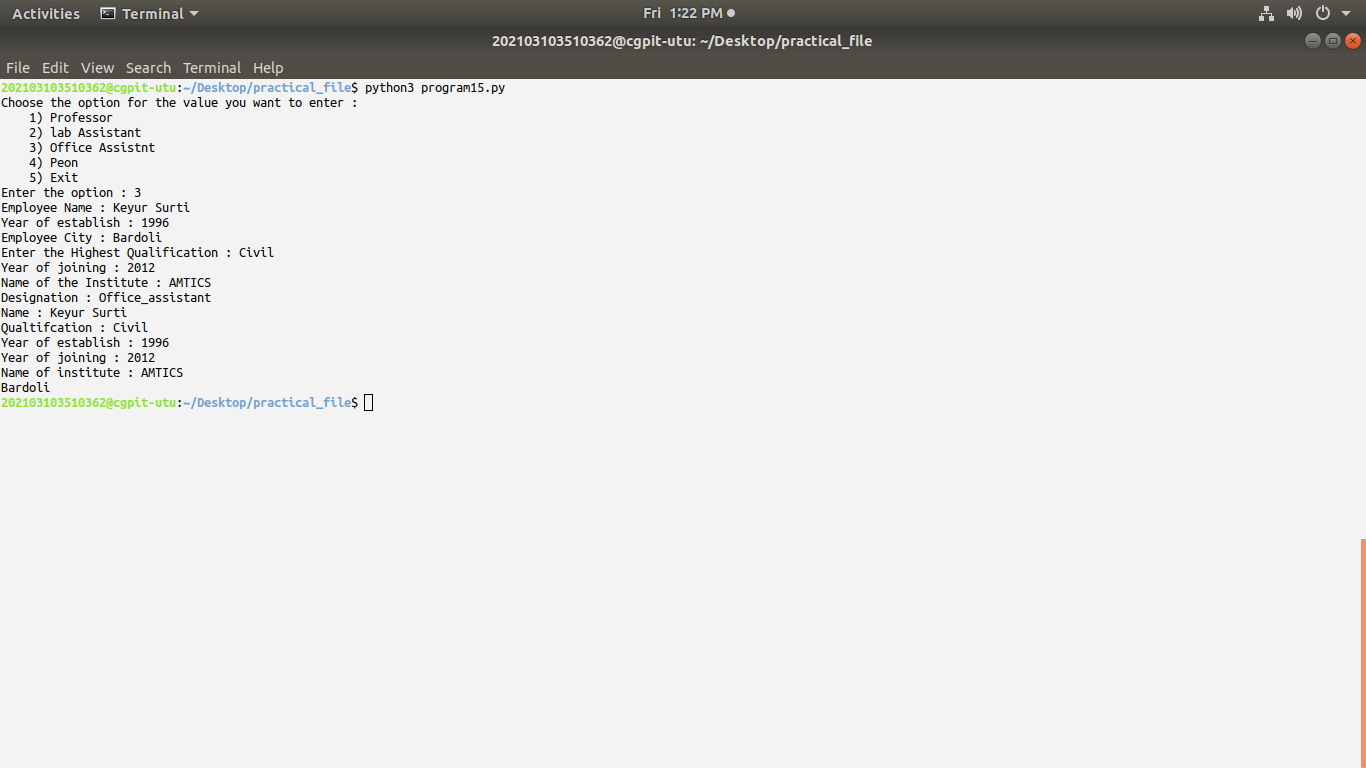 Activities Terminal Fri 1:22 PM
202103103510362@cgpit-utu: ~/Desktop/practical_file
File Edit View Search Terminal Help
202103103510362@cgpit-utu:~/Desktop/practical_file$ python3 program15.py
Choose the option for the value you want to enter :
    1) Professor
    2) lab Assistant
    3) Office Assistnt
    4) Peon
    5) Exit
Enter the option : 3
Employee Name : Keyur Surti
Year of establish : 1996
Employee City : Bardoli
Enter the Highest Qualification : Civil
Year of joining : 2012
Name of the Institute : AMTICS
Designation : Office_assistant
Name : Keyur Surti
Qualtifcation : Civil
Year of establish : 1996
Year of joining : 2012
Name of institute : AMTICS
Bardoli
202103103510362@cgpit-utu:~/Desktop/practical_file$